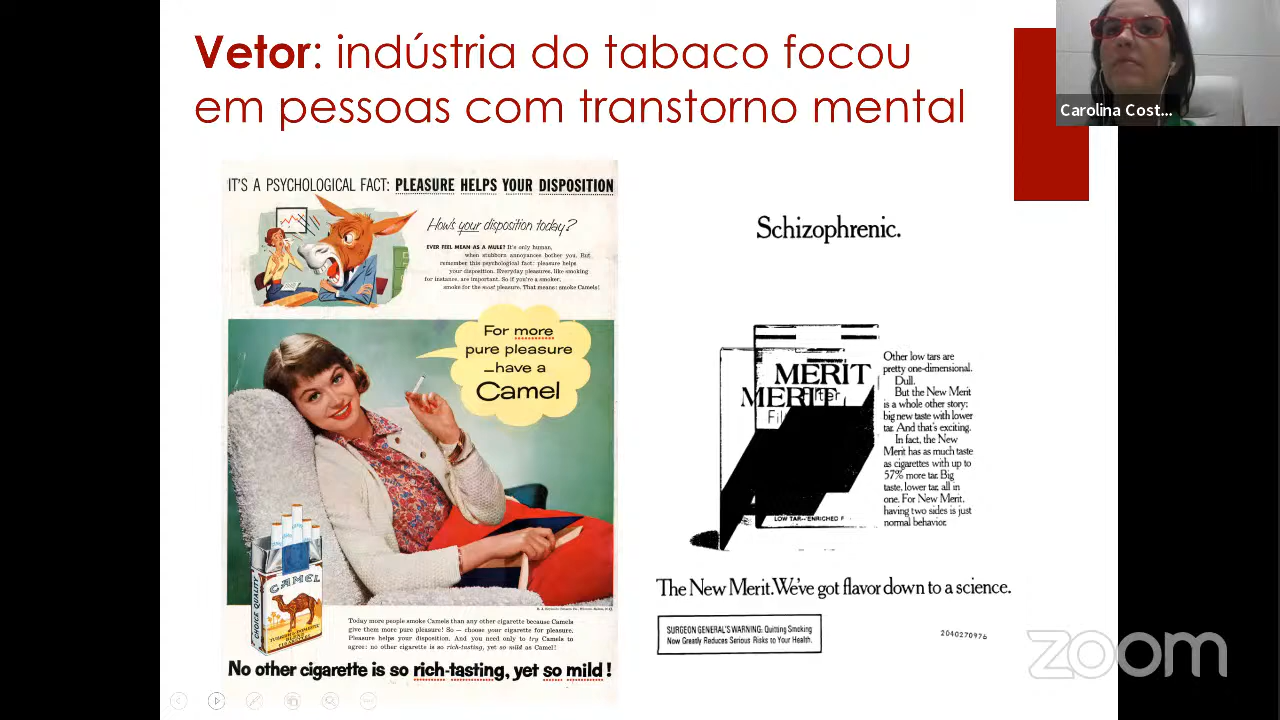 Vetor: indústria do tabaco focou
em pessoas com transtorno mental
Carolina Cost...
IT'S A PSYCHOLOGICAL FACT: PLEASURE HELPS YOUR DISPOSITION
How's your disposition today?
EVER FEEL MEAN AS A MULE? It's only human,
when stubborn annoyances bother you. But
remember this psychological fact: pleasure helps
your disposition. Everyday pleasures, like smoking
for instance, are important. So if you're a smoker,
smoke for the most pleasure. That means: smoke Camels!
For more
pure pleasure
—have a
Camel
CHOICE QUALITY
CAMEL
Today more people smoke Camels than any other cigarette because Camels
give them more pure pleasure! So — choose your cigarette for pleasure.
Pleasure helps your disposition. And you need only to try Camels to
agree: no other cigarette is so rich-tasting, yet so mild as Camel!
No other cigarette is so rich-tasting, yet so mild!
Schizophrenic.
MERIT
MERIT
Filter
LOW TAR—ENRICHED F
Other low tars are
pretty one-dimensional.
Dull.
But the New Merit
is a whole other story:
big new taste with lower
tar. And that's exciting.
In fact, the New
Merit has as much taste
as cigarettes with up to
57% more tar. Big
taste, lower tar, all in
one. For New Merit,
having two sides is just
normal behavior.
The New Merit. We've got flavor down to a science.
SURGEON GENERAL'S WARNING: Quitting Smoking
Now Greatly Reduces Serious Risks to Your Health.
2040270976
zoom